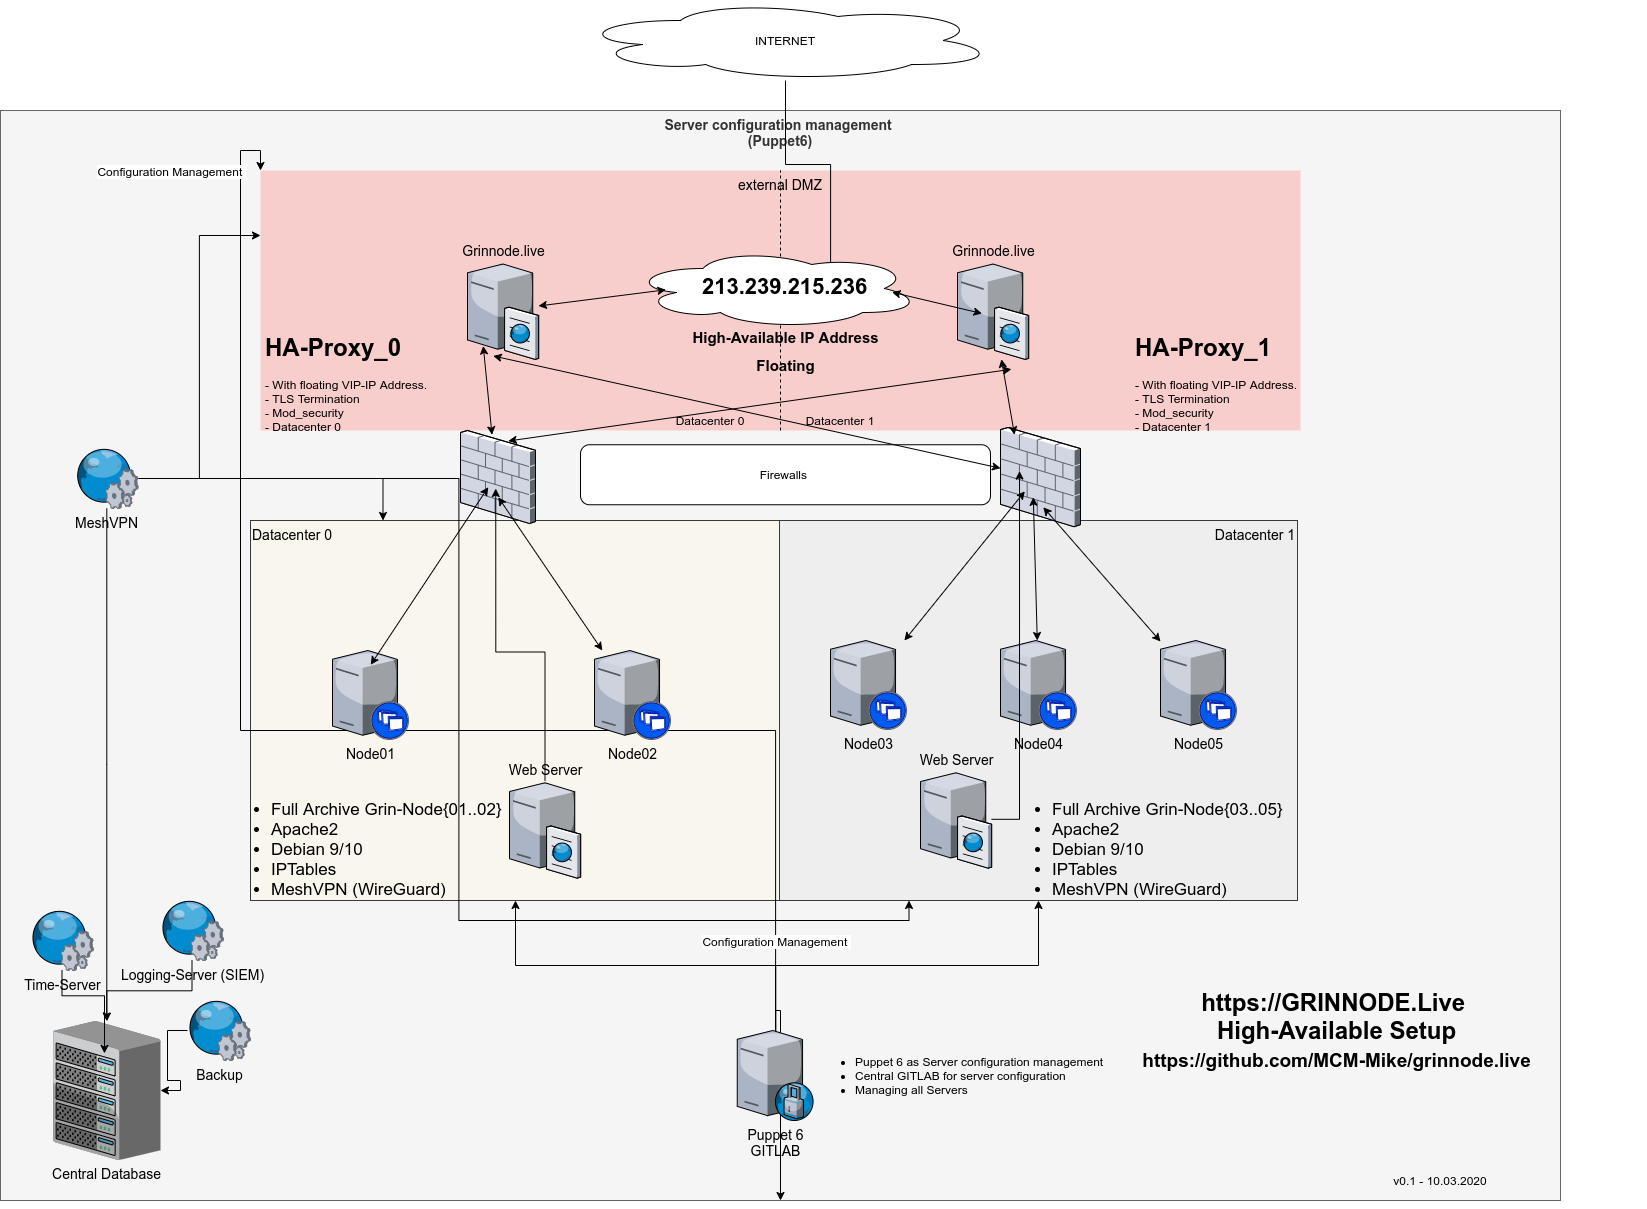 INTERNET
Server configuration management
(Puppet6)
Configuration Management
external DMZ
Grinnode.live
Grinnode.live
213.239.215.236
High-Available IP Address
Floating
HA-Proxy_0
- With floating VIP-IP Address.
- TLS Termination
- Mod_security
- Datacenter 0
HA-Proxy_1
- With floating VIP-IP Address.
- TLS Termination
- Mod_security
- Datacenter 1
Datacenter 0
Datacenter 1
Firewalls
MeshVPN
Datacenter 0
Datacenter 1
Node01
Node02
Node03
Node04
Node05
Web Server
Web Server
• Full Archive Grin-Node{01..02}
• Apache2
• Debian 9/10
• IPTables
• MeshVPN (WireGuard)
• Full Archive Grin-Node{03..05}
• Apache2
• Debian 9/10
• IPTables
• MeshVPN (WireGuard)
Configuration Management
Time-Server
Logging-Server (SIEM)
Backup
Central Database
Puppet 6
GITLAB
• Puppet 6 as Server configuration management
• Central GITLAB for server configuration
• Managing all Servers
https://GRINNODE.Live
High-Available Setup
https://github.com/MCM-Mike/grinnode.live
v0.1 - 10.03.2020